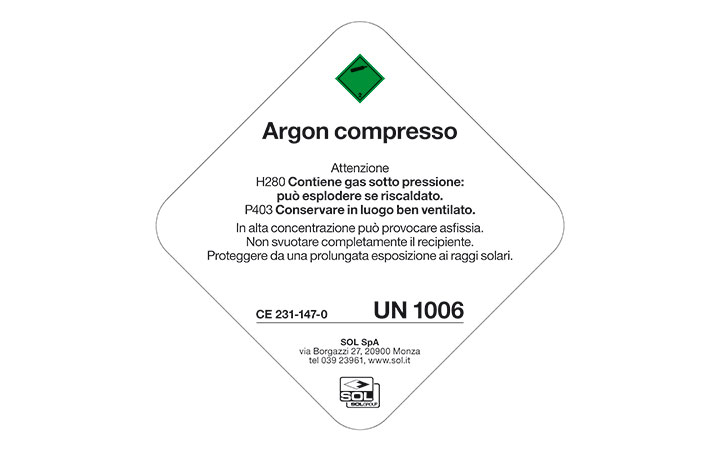 2
Argon compresso
Attenzione
H280 Contiene gas sotto pressione:
può esplodere se riscaldato.
P403 Conservare in luogo ben ventilato.
In alta concentrazione può provocare asfissia.
Non svuotare completamente il recipiente.
Proteggere da una prolungata esposizione ai raggi solari.
CE 231-147-0 UN 1006
SOL SpA
via Borgazzi 27, 20900 Monza
tel 039 23961, www.sol.it
SOL
SOLGROUP